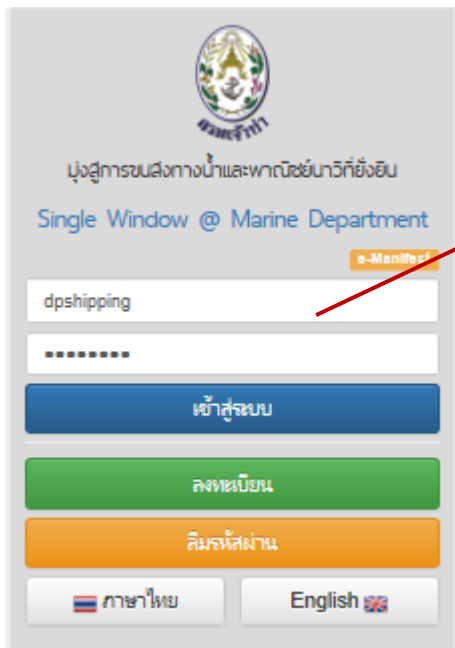 กรมเจ้าท่า
มุ่งสู่การขนส่งทางน้ำและพาณิชย์นาวีที่ยั่งยืน
Single Window @ Marine Department
e-Manifest
dpshipping
เข้าสู่ระบบ
ลงทะเบียน
ลืมรหัสผ่าน
ภาษาไทย English